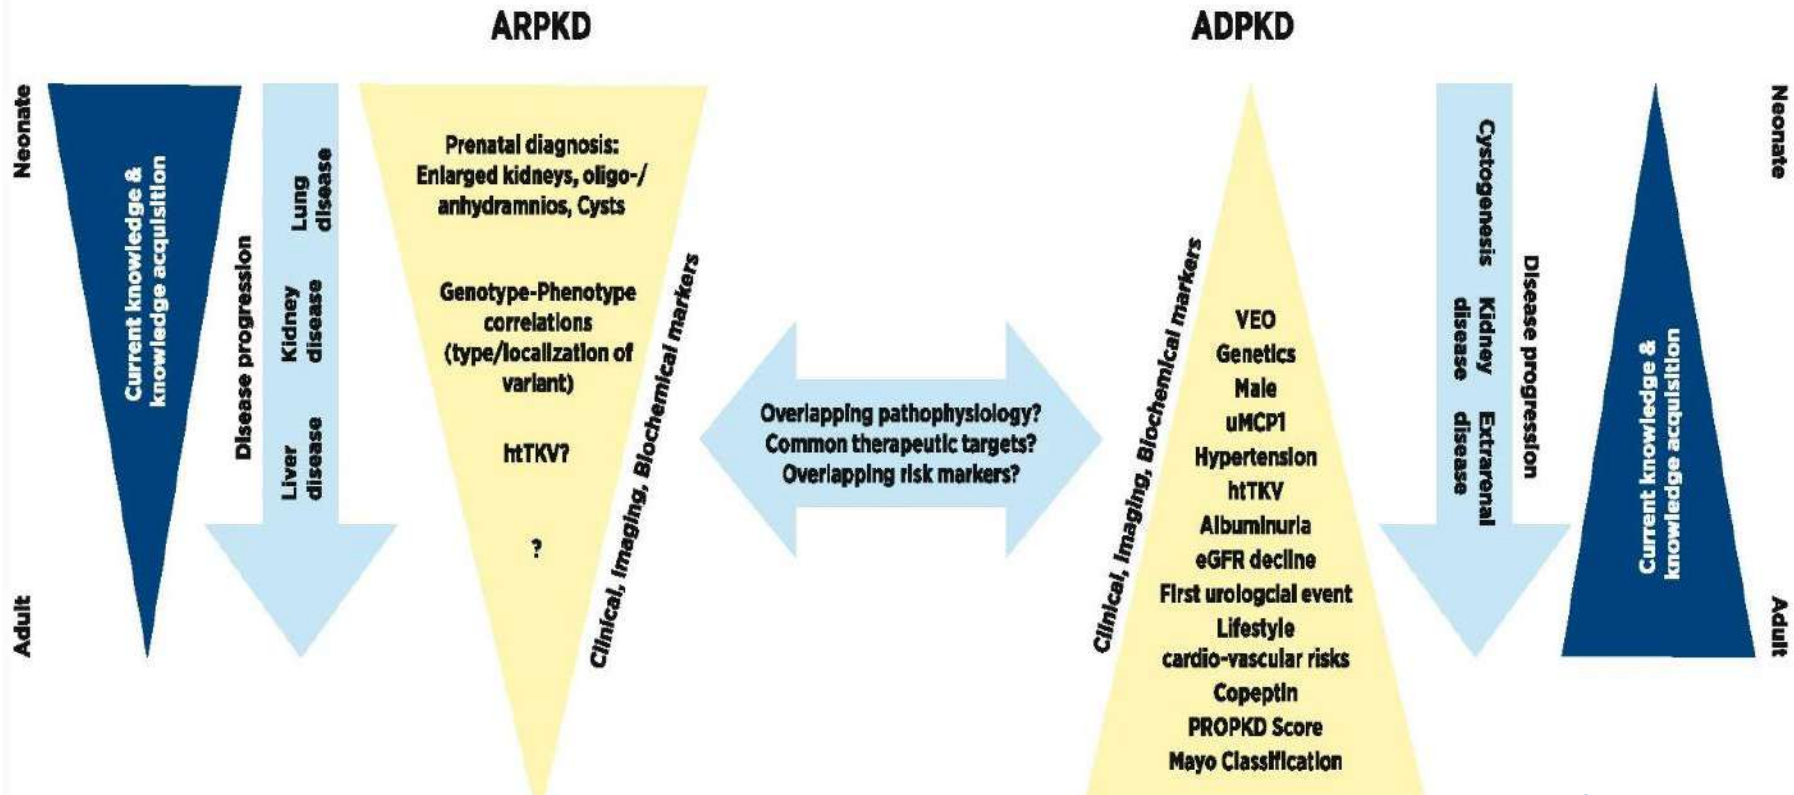 ARPKD
Neonate
Adult
Current knowledge &
knowledge acquisition
Disease progression
Lung
disease
Kidney
disease
Liver
disease
Prenatal diagnosis:
Enlarged kidneys, oligo-/
anhydramnios, Cysts
Genotype-Phenotype
correlations
(type/localization of
variant)
htTKV?
?
Clinical, Imaging, Biochemical markers
Overlapping pathophysiology?
Common therapeutic targets?
Overlapping risk markers?
ADPKD
Clinical, Imaging, Biochemical markers
VEO
Genetics
Male
uMCP1
Hypertension
htTKV
Albuminuria
eGFR decline
First urologcial event
Lifestyle
cardio-vascular risks
Copeptin
PROPKD Score
Mayo Classification
Cystogenesis
Kidney
disease
Extrarenal
disease
Disease progression
Current knowledge &
knowledge acquisition
Neonate
Adult